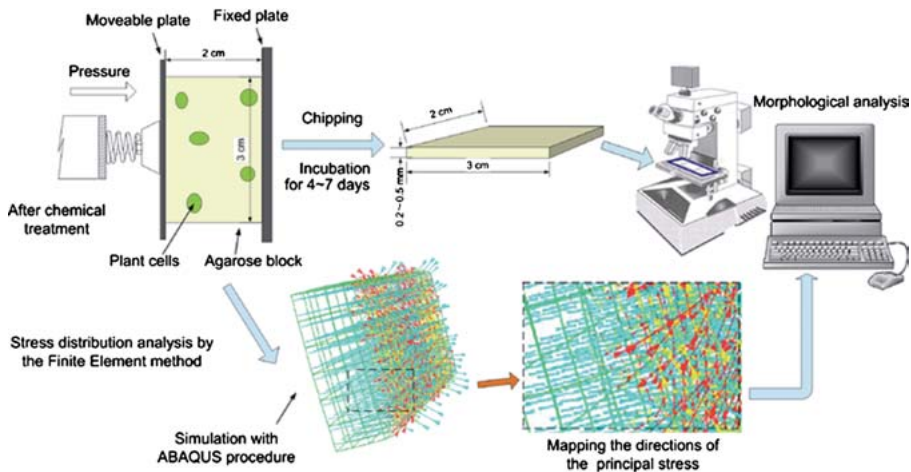 Moveable plate
Fixed plate
2 cm
Pressure
3 cm
After chemical
treatment
Plant cells
Agarose block
Chipping
Incubation
for 4~7 days
2 cm
0.2~0.5 mm
3 cm
Morphological analysis
Stress distribution analysis by
the Finite Element method
Simulation with
ABAQUS procedure
Mapping the directions of
the principal stress